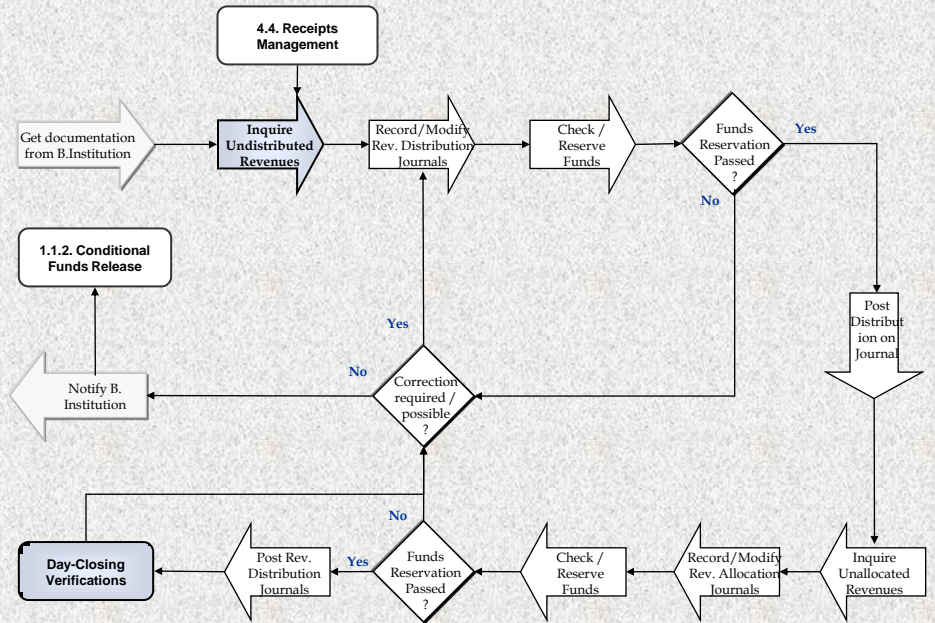 4.4. Receipts
Management
Get documentation
from B.Institution
Inquire
Undistributed
Revenues
Record/Modify
Rev. Distribution
Journals
Check /
Reserve
Funds
Funds
Reservation
Passed
?
Yes
No
1.1.2. Conditional
Funds Release
Post
Distribut
ion on
Journal
Yes
No
Correction
required /
possible
?
Notify B.
Institution
No
Day-Closing
Verifications
Post Rev.
Distribution
Journals
Yes
Funds
Reservation
Passed
?
Check /
Reserve
Funds
Record/Modify
Rev. Allocation
Journals
Inquire
Unallocated
Revenues